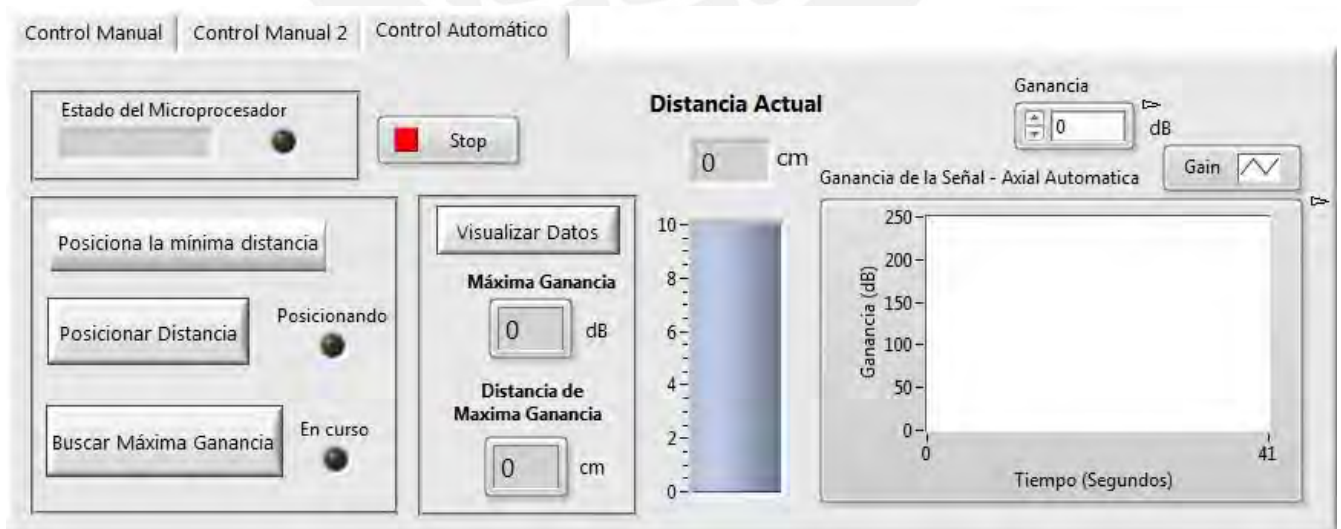 Control Manual
Control Manual 2
Control Automático
Estado del Microprocesador
Stop
Posiciona la mínima distancia
Posicionar Distancia
Posicionando
Buscar Máxima Ganancia
En curso
Visualizar Datos
Máxima Ganancia
0 dB
Distancia de
Maxima Ganancia
0 cm
Distancia Actual
0 cm
10
8
6
4
2
0
Ganancia
0 dB
Gain
Ganancia de la Señal - Axial Automatica
Ganancia (dB)
250
200
150
100
50
0
0
41
Tiempo (Segundos)